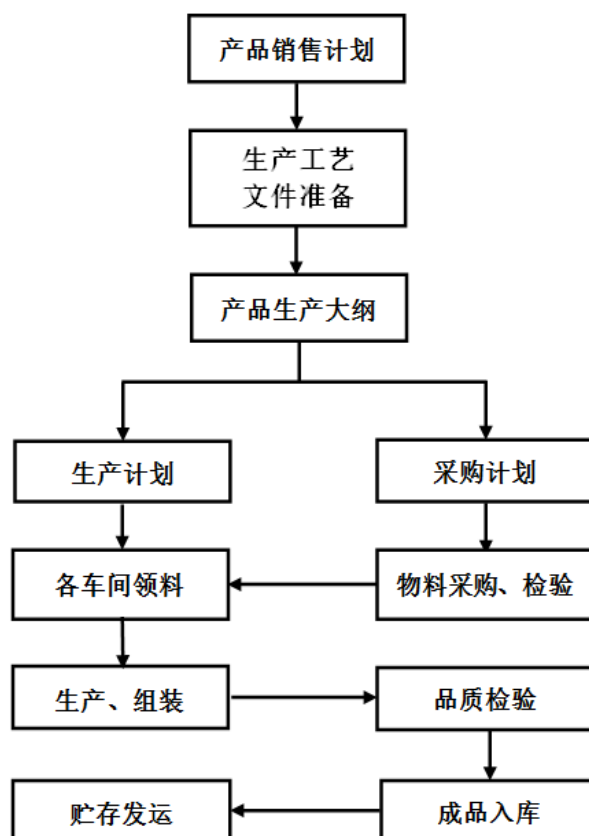 产品销售计划
生产工艺
文件准备
产品生产大纲
生产计划
采购计划
各车间领料
物料采购、检验
生产、组装
品质检验
贮存发运
成品入库